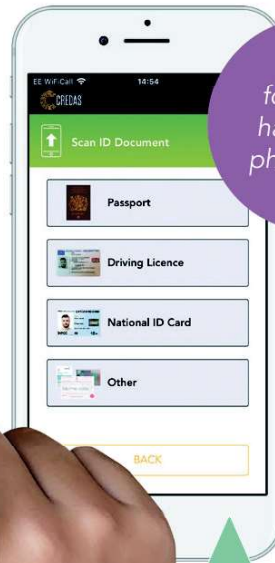 EE WiFi Call 14:54
CREDAS
Scan ID Document
Passport
Driving Licence
National ID Card
Other
BACK
ha
ph